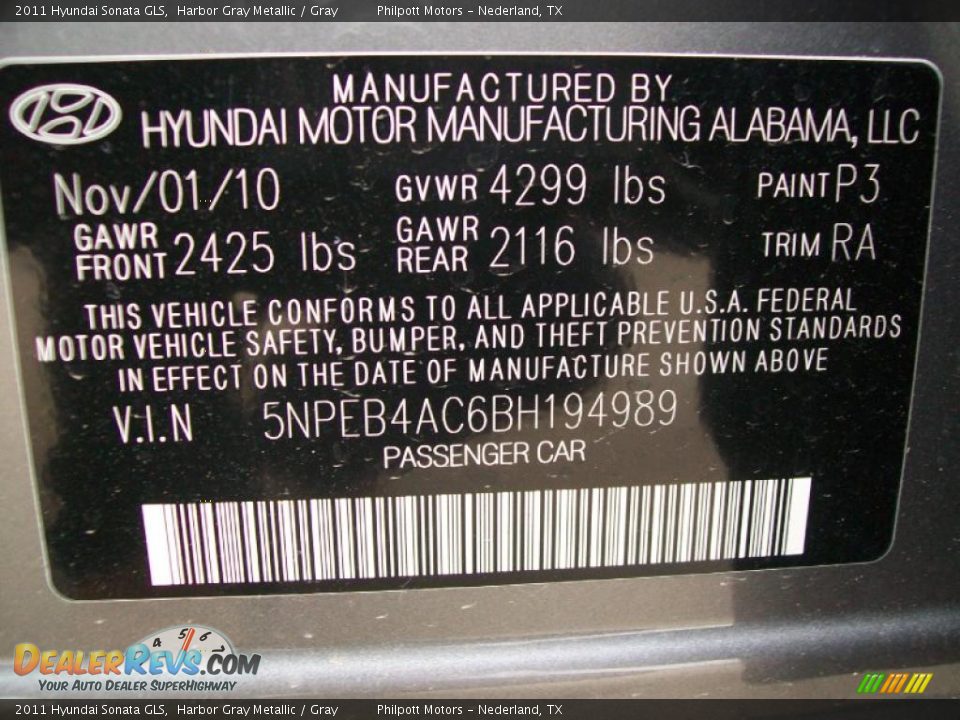 2011 Hyundai Sonata GLS, Harbor Gray Metallic / Gray Philpott Motors - Nederland, TX
MANUFACTURED BY
HYUNDAI MOTOR MANUFACTURING ALABAMA, LLC
Nov/01/10 GVWR 4299 lbs PAINT P3
GAWR FRONT 2425 lbs GAWR REAR 2116 lbs TRIM RA
THIS VEHICLE CONFORMS TO ALL APPLICABLE U.S.A. FEDERAL
MOTOR VEHICLE SAFETY, BUMPER, AND THEFT PREVENTION STANDARDS
IN EFFECT ON THE DATE OF MANUFACTURE SHOWN ABOVE
V.I.N 5NPEB4AC6BH194989
PASSENGER CAR
4 5 6 7
DEALERREVS.COM
YOUR AUTO DEALER SUPERHIGHWAY
2011 Hyundai Sonata GLS, Harbor Gray Metallic / Gray Philpott Motors - Nederland, TX